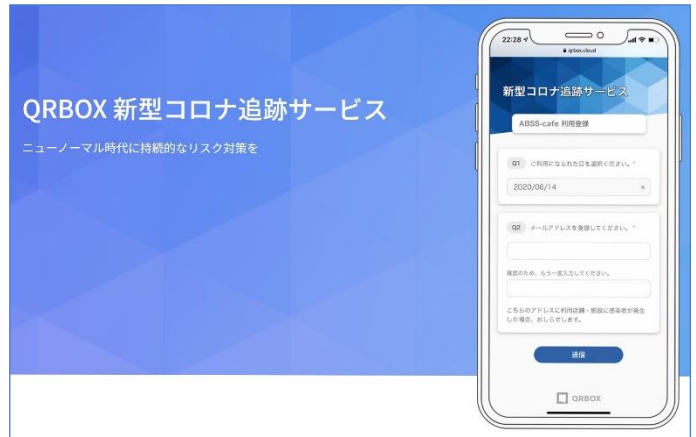 QRBOX 新型コロナ追跡サービス
ニューノーマル時代に持続的なリスク対策を
22:28
qrbox.cloud
新型コロナ追跡サービス
ABSS-cafe 利用登録
Q1 ご利用になられた日を選択ください。*
2020/06/14 ×
Q2 メールアドレスを登録してください。*
確認のため、もう一度入力してください。
こちらのアドレスに利用店舗・施設に感染者が発生
した場合、おしらせします。
送信
QRBOX